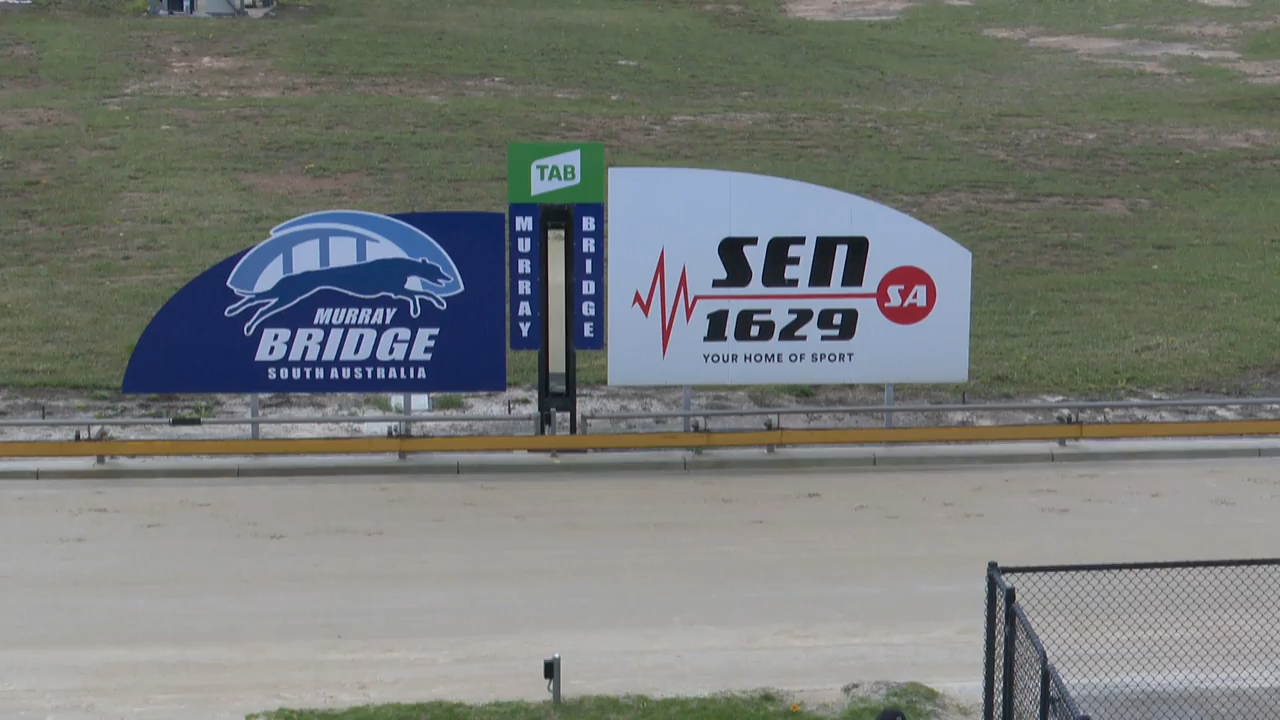 TAB
MURRAY
BRIDGE
MURRAY
BRIDGE
SOUTH AUSTRALIA
SEN
SA
1629
YOUR HOME OF SPORT